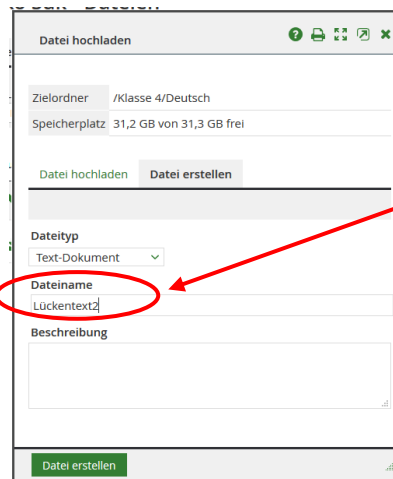 Datei hochladen
Zielordner /Klasse 4/Deutsch
Speicherplatz 31,2 GB von 31,3 GB frei
Datei hochladen Datei erstellen
Dateityp
Text-Dokument
Dateiname
Lückentext2
Beschreibung
Datei erstellen